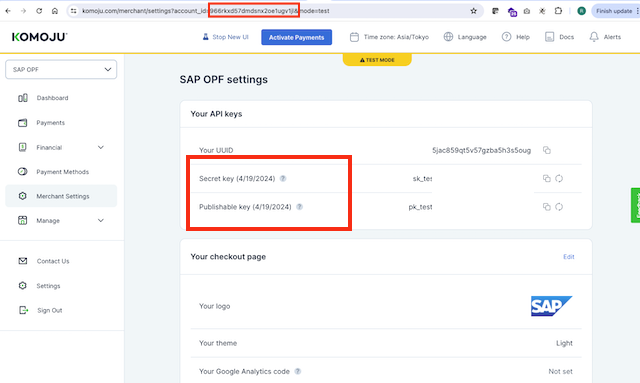 komoju.com/merchant/settings?account_id=966rkxd57dmdsnx2oe1ugv1jl&mode=test
Finish update
KOMOJU
Stop New UI
Activate Payments
Time zone: Asia/Tokyo
Language
Help
Docs
Alerts
SAP OPF
TEST MODE
Dashboard
Payments
Financial
Payment Methods
Merchant Settings
Manage
Contact Us
Settings
Sign Out
SAP OPF settings
Your API keys
Your UUID
5jac859qt5v57gzba5h3s5oug
Secret key (4/19/2024)
sk_tes
Publishable key (4/19/2024)
pk_test
Your checkout page
Edit
Your logo
SAP
Your theme
Light
Your Google Analytics code
Not set